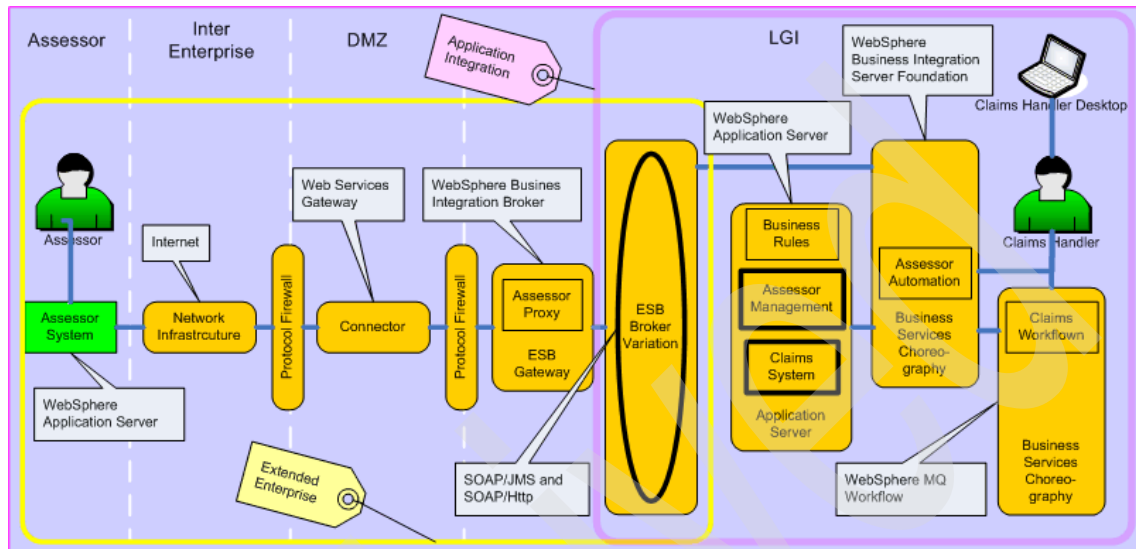 Assessor
Inter
Enterprise
DMZ
LGI
Application
Integration
WebSphere
Business Integration
Server Foundation
Claims Handler Desktop
WebSphere
Application Server
Web Services
Gateway
WebSphere Busines
Integration Broker
Assessor
Internet
Business
Rules
Claims Handler
Assessor
System
Network
Infrastrcuture
Protocol Firewall
Connector
Protocol Firewall
Assessor
Proxy
ESB
Gateway
ESB
Broker
Variation
Assessor
Management
Claims
System
Application
Server
Assessor
Automation
Business
Services
Choreo-
graphy
Claims
Workflown
Business
Services
Choreo-
graphy
WebSphere
Application Server
Extended
Enterprise
SOAP/JMS and
SOAP/Http
WebSphere MQ
Workflow